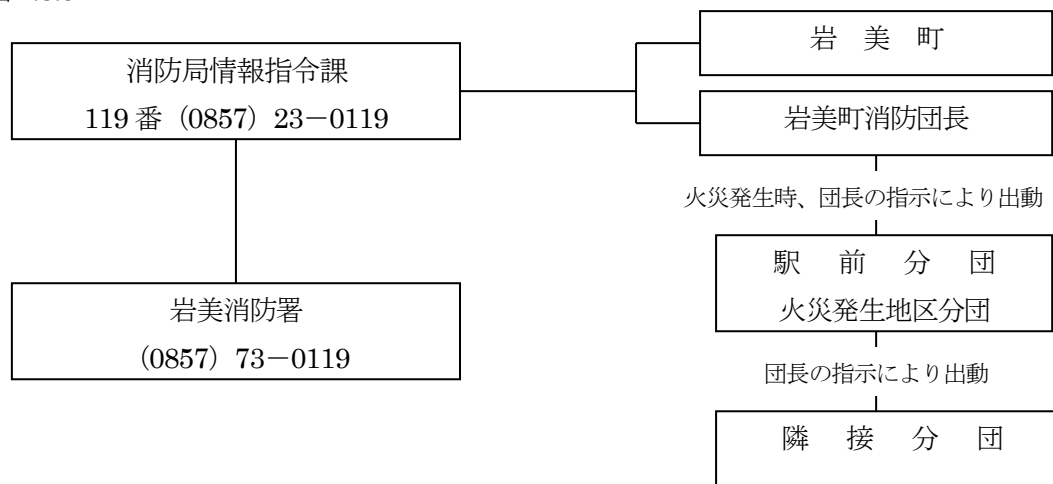 消防局情報指令課
119番（0857）23－0119
岩美消防署
（0857）73－0119
岩　美　町
岩美町消防団長
火災発生時、団長の指示により出動
駅　前　分　団
火災発生地区分団
団長の指示により出動
隣　接　分　団